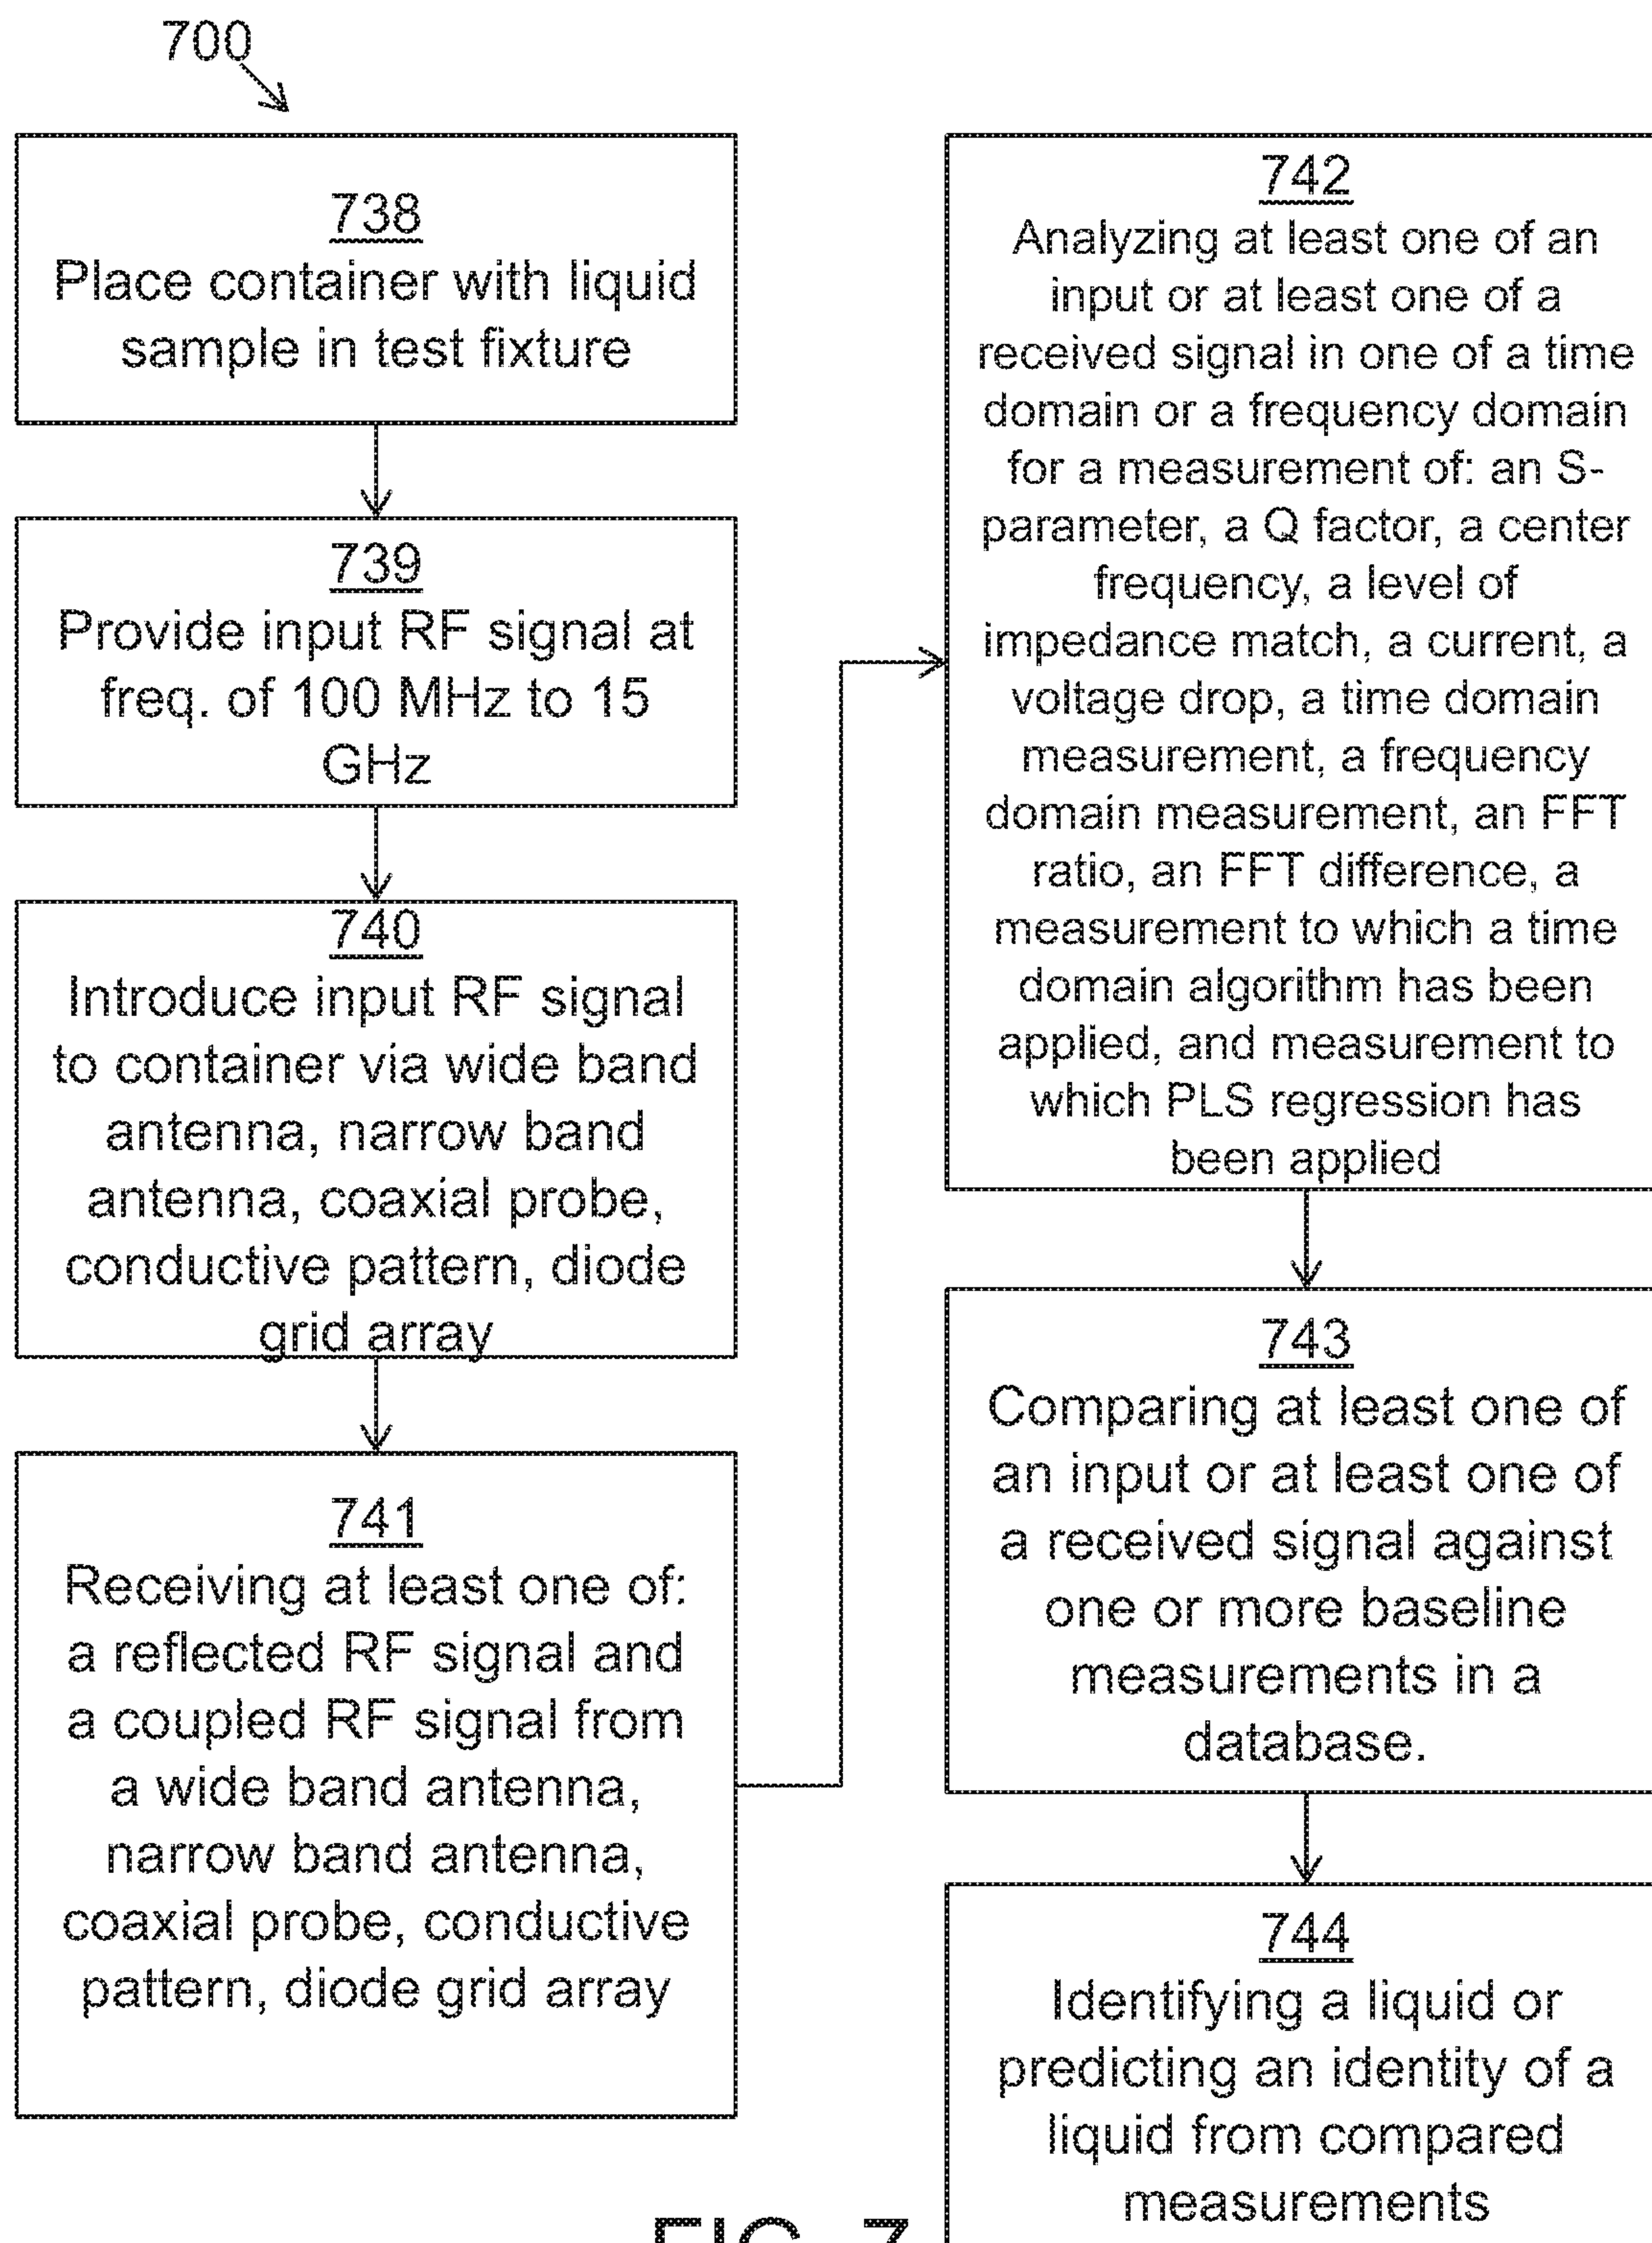 700
738
Place container with liquid
sample in test fixture
739
Provide input RF signal at
freq. of 100 MHz to 15
GHz
740
Introduce input RF signal
to container via wide band
antenna, narrow band
antenna, coaxial probe,
conductive pattern, diode
grid array
741
Receiving at least one of:
a reflected RF signal and
a coupled RF signal from
a wide band antenna,
narrow band antenna,
coaxial probe, conductive
pattern, diode grid array
742
Analyzing at least one of an
input or at least one of a
received signal in one of a time
domain or a frequency domain
for a measurement of: an S-
parameter, a Q factor, a center
frequency, a level of
impedance match, a current, a
voltage drop, a time domain
measurement, a frequency
domain measurement, an FFT
ratio, an FFT difference, a
measurement to which a time
domain algorithm has been
applied, and measurement to
which PLS regression has
been applied
743
Comparing at least one of
an input or at least one of
a received signal against
one or more baseline
measurements in a
database.
744
Identifying a liquid or
predicting an identity of a
liquid from compared
measurements
FIG. 7